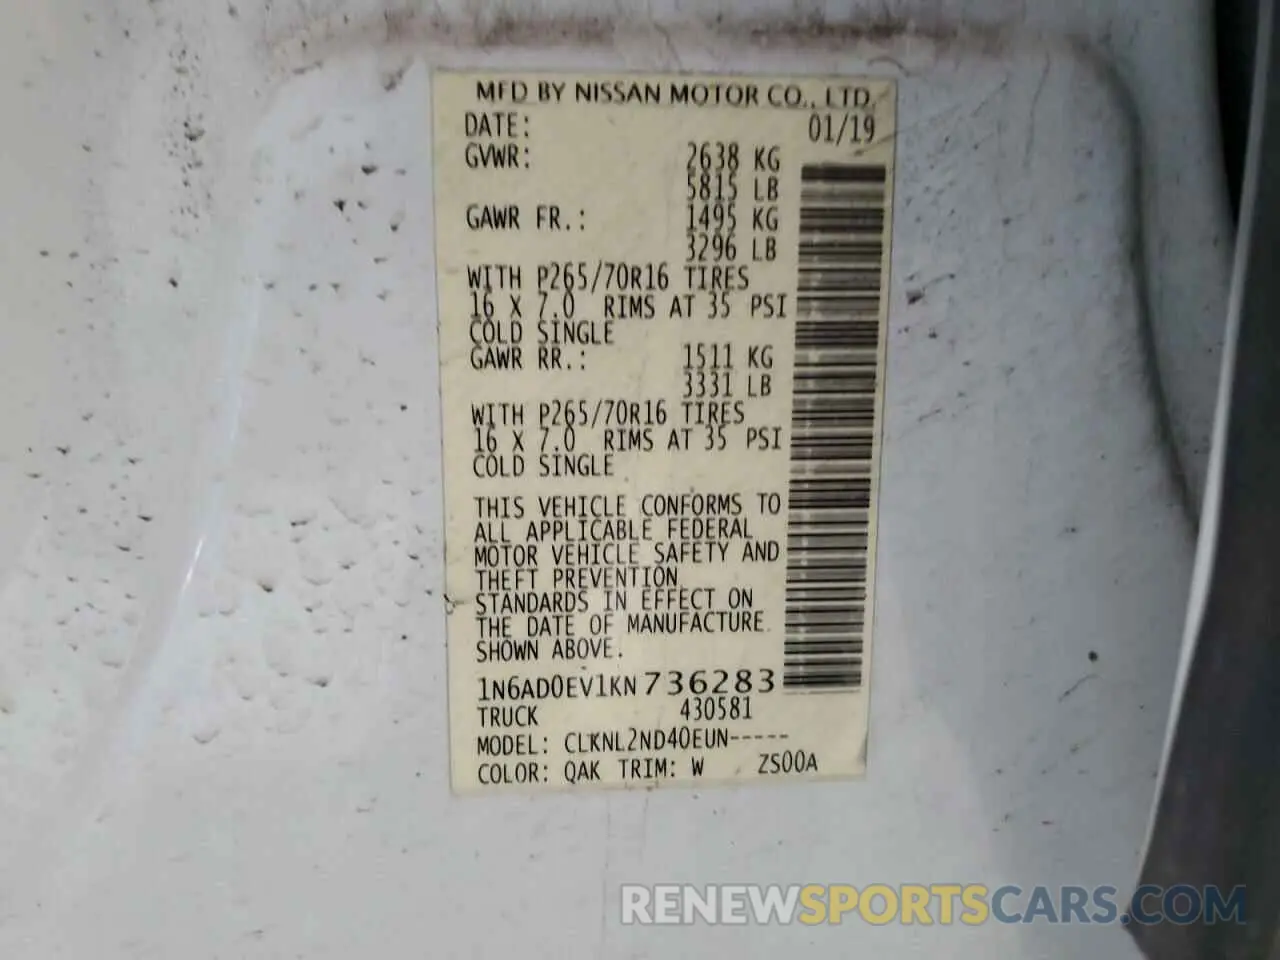 MFD BY NISSAN MOTOR CO., LTD.
DATE: 01/19
GVWR: 2638 KG
5815 LB
GAWR FR.: 1495 KG
3296 LB
WITH P265/70R16 TIRES
16 X 7.0 RIMS AT 35 PSI
COLD SINGLE
GAWR RR.: 1511 KG
3331 LB
WITH P265/70R16 TIRES
16 X 7.0 RIMS AT 35 PSI
COLD SINGLE
THIS VEHICLE CONFORMS TO
ALL APPLICABLE FEDERAL
MOTOR VEHICLE SAFETY AND
THEFT PREVENTION
STANDARDS IN EFFECT ON
THE DATE OF MANUFACTURE
SHOWN ABOVE.
1N6AD0EV1KN736283
TRUCK 430581
MODEL: CLKNL2ND40EUN-----
COLOR: QAK TRIM: W ZS00A
RENEWSPORTSCARS.COM